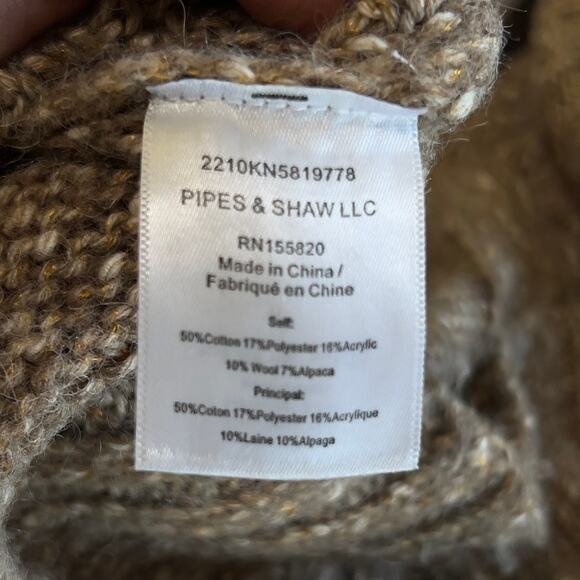 2210KN5819778
PIPES & SHAW LLC
RN155820
Made in China /
Fabriqué en Chine
Self:
50%Cotton 17%Polyester 16%Acrylic
10% Wool 7%Alpaca
Principal:
50%Coton 17%Polyester 16%Acrylique
10%Laine 10%Alpaga